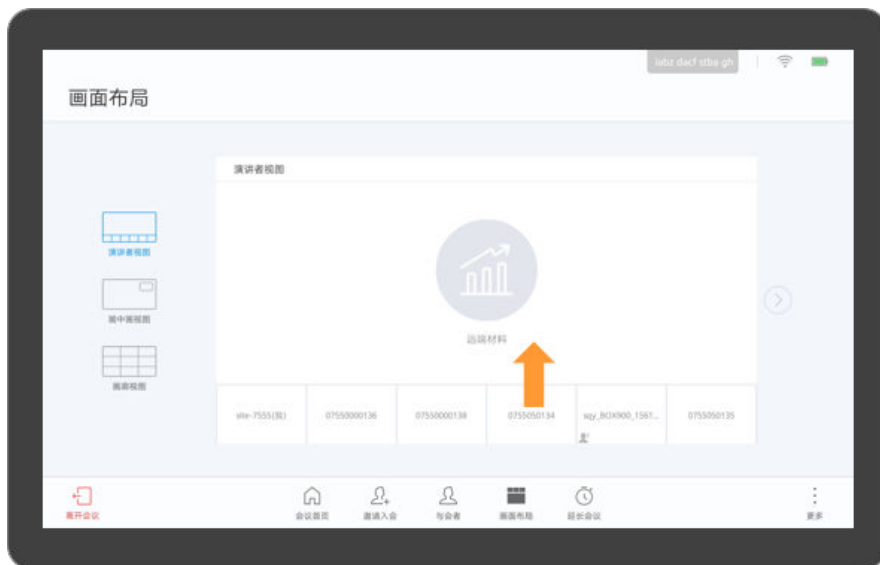 画面布局
演讲者视图
演讲者视图
画中画视图
画廊视图
远端材料
site-7555(我)
07550000136
07550000138
0755050134
sqy_BOX900_1561...
0755050135
离开会议
会议首页
邀请入会
与会者
画面布局
延长会议
更多